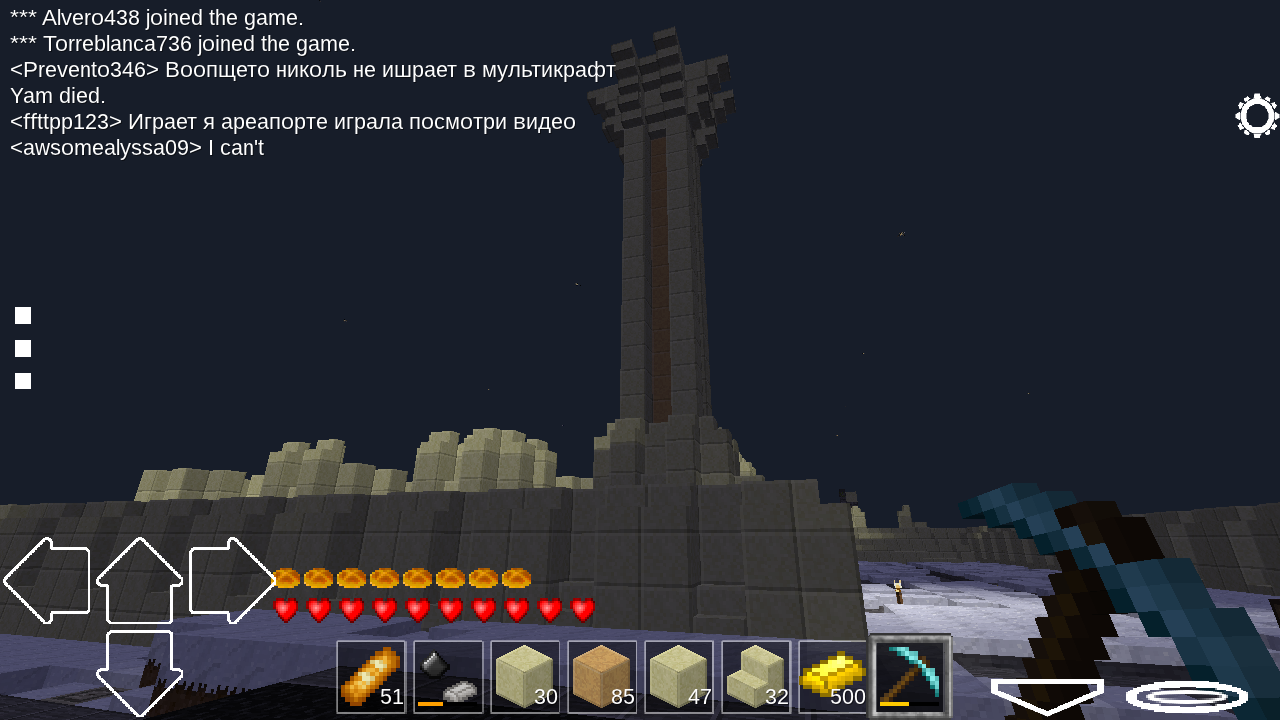 *** Alvero438 joined the game.
*** Torreblanca736 joined the game.
<Prevento346> Воопщето николь не ишрает в мультикрафт
Yam died.
<ffttpp123> Играет я ареапорте играла посмотри видео
<awsomealyssa09> I can't
51 30 85 47 32 500